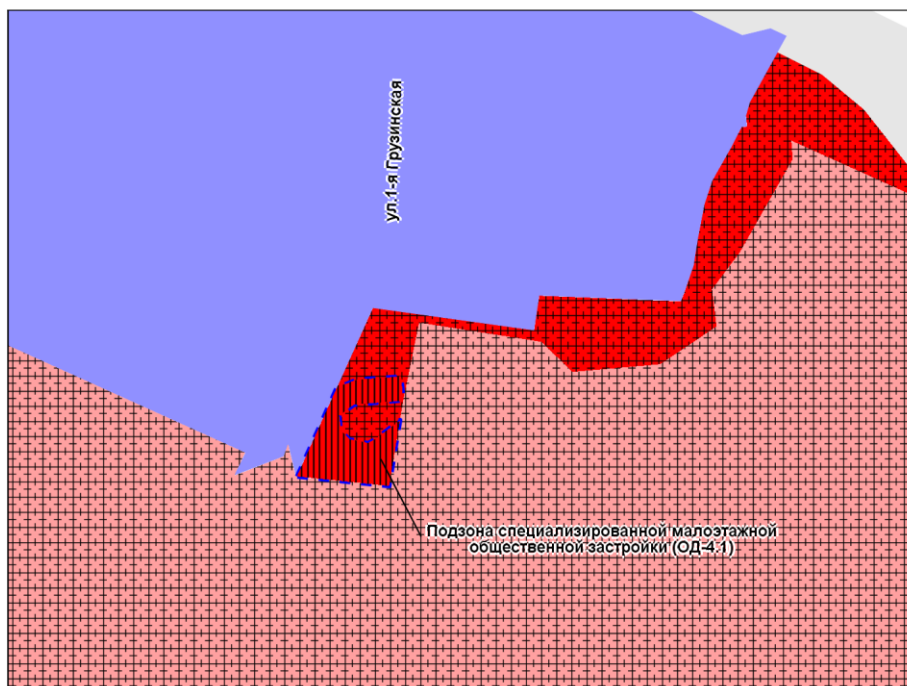 ул.1-я Грузинская
Подзона специализированной малоэтажной
общественной застройки (ОД-4.1)